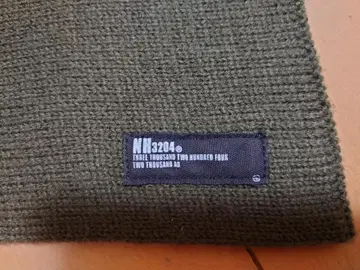 NH3204®
THREE THOUSAND TWO HUNDRED FOUR
TWO THOUSAND AD